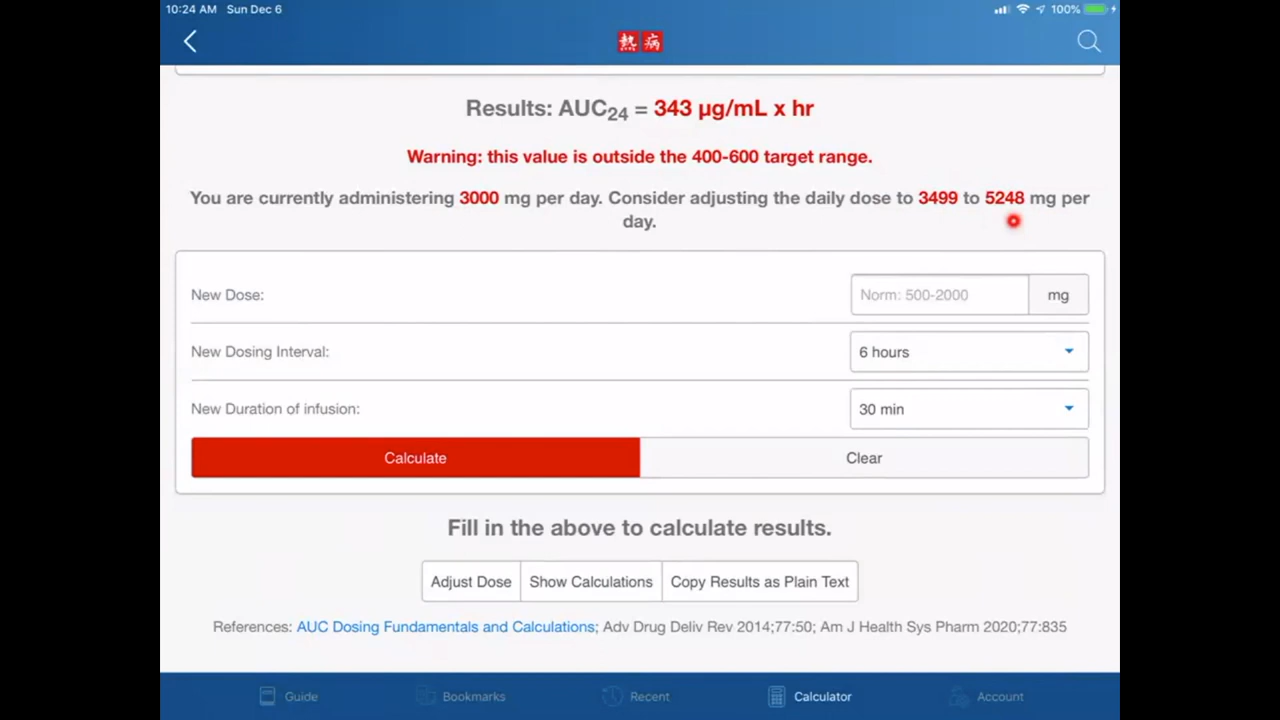 10:24 AM Sun Dec 6
100%
熱病
Results: AUC24 = 343 µg/mL x hr
Warning: this value is outside the 400-600 target range.
You are currently administering 3000 mg per day. Consider adjusting the daily dose to 3499 to 5248 mg per
day.
New Dose:
Norm: 500-2000
mg
New Dosing Interval:
6 hours
New Duration of infusion:
30 min
Calculate
Clear
Fill in the above to calculate results.
Adjust Dose
Show Calculations
Copy Results as Plain Text
References: AUC Dosing Fundamentals and Calculations; Adv Drug Deliv Rev 2014;77:50; Am J Health Sys Pharm 2020;77:835
Guide
Bookmarks
Recent
Calculator
Account